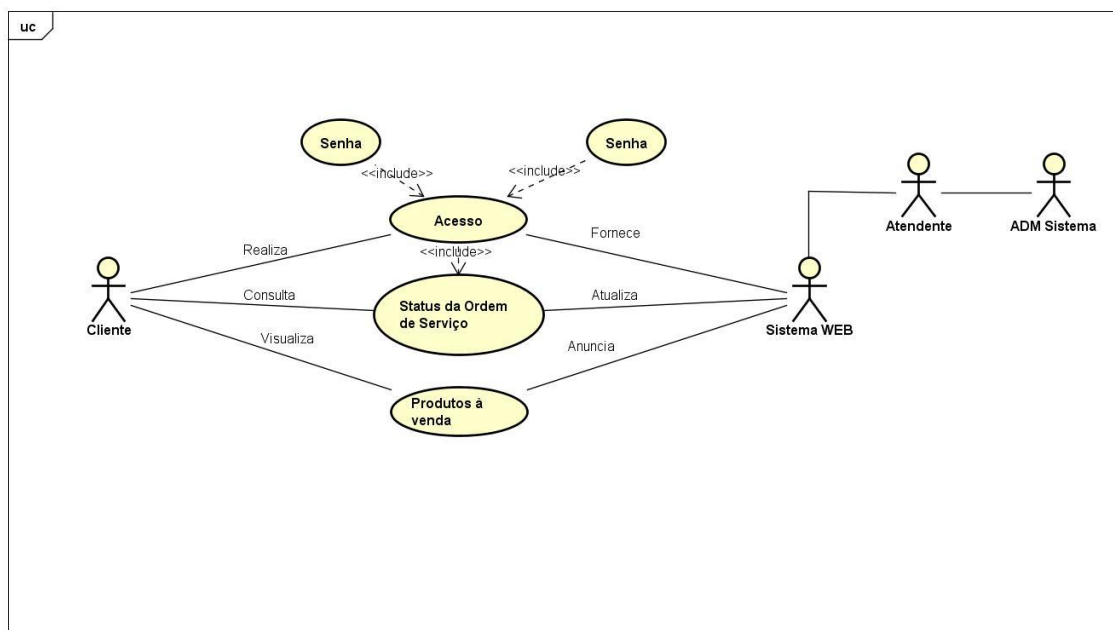 uc
Senha
Senha
<<include>>
<<include>>
Acesso
Realiza
Fornece
<<include>>
Atendente
ADM Sistema
Consulta
Status da Ordem
de Serviço
Atualiza
Cliente
Sistema WEB
Visualiza
Anuncia
Produtos à
venda